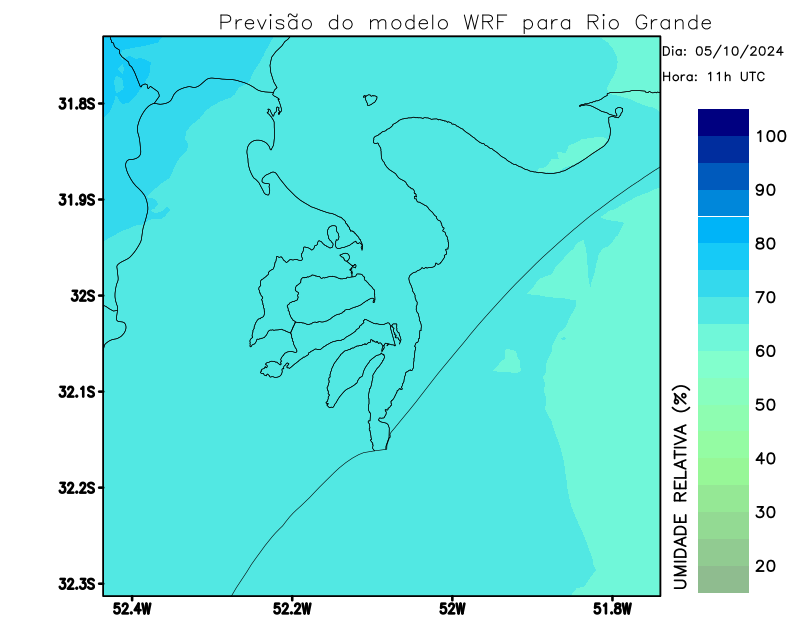 Previsão do modelo WRF para Rio Grande
Dia: 05/10/2024
Hora: 11h UTC
31.8S
31.9S
32S
32.1S
32.2S
32.3S
52.4W
52.2W
52W
51.8W
100
90
80
70
60
50
40
30
20
UMIDADE RELATIVA (%)